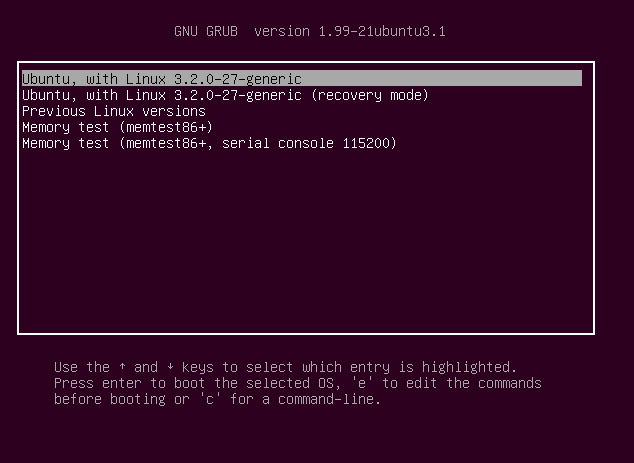 GNU GRUB  version 1.99-21ubuntu3.1
Ubuntu, with Linux 3.2.0-27-generic
Ubuntu, with Linux 3.2.0-27-generic (recovery mode)
Previous Linux versions
Memory test (memtest86+)
Memory test (memtest86+, serial console 115200)
Use the ↑ and ↓ keys to select which entry is highlighted.
Press enter to boot the selected OS, 'e' to edit the commands
before booting or 'c' for a command-line.